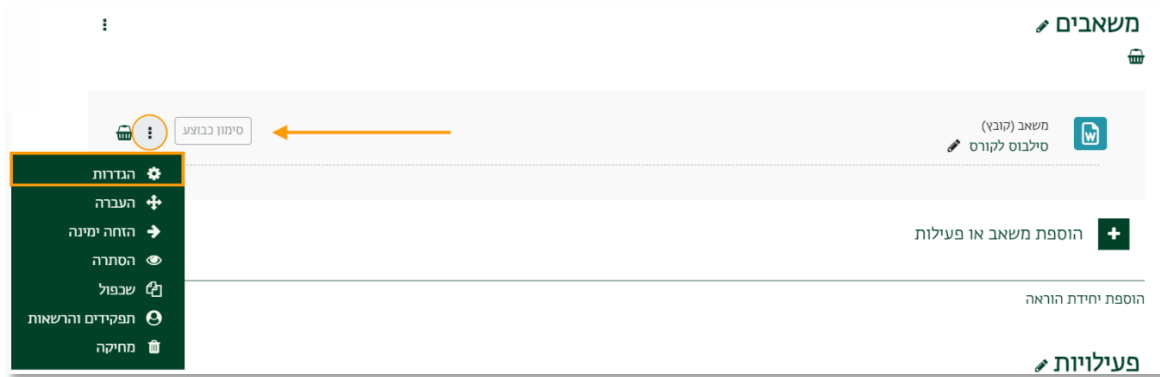 משאבים
משאב (קובץ)
סילבוס לקורס
סימון כבוצע
הגדרות
העברה
הזחה ימינה
הסתרה
שכפול
תפקידים והרשאות
מחיקה
הוספת משאב או פעילות
הוספת יחידת הוראה
פעילויות